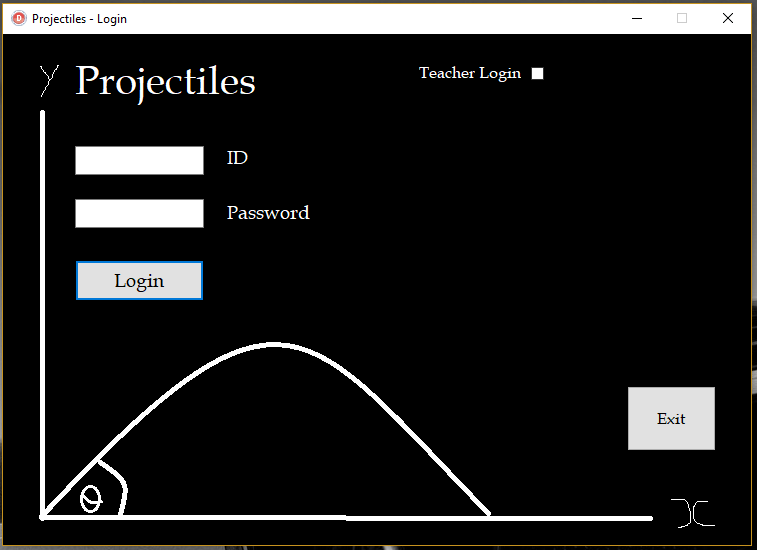 Projectiles - Login
y Projectiles
Teacher Login
ID
Password
Login
Exit
θ
x